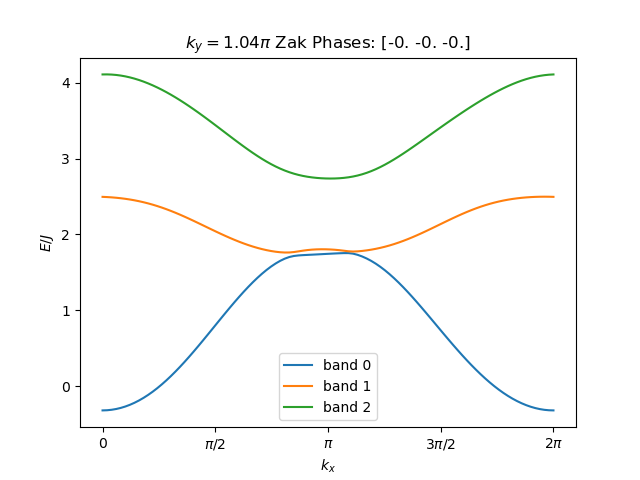 k_y = 1.04π Zak Phases: [-0. -0. -0.]
4
3
2
1
0
E/J
band 0
band 1
band 2
0 π/2 π 3π/2 2π
k_x